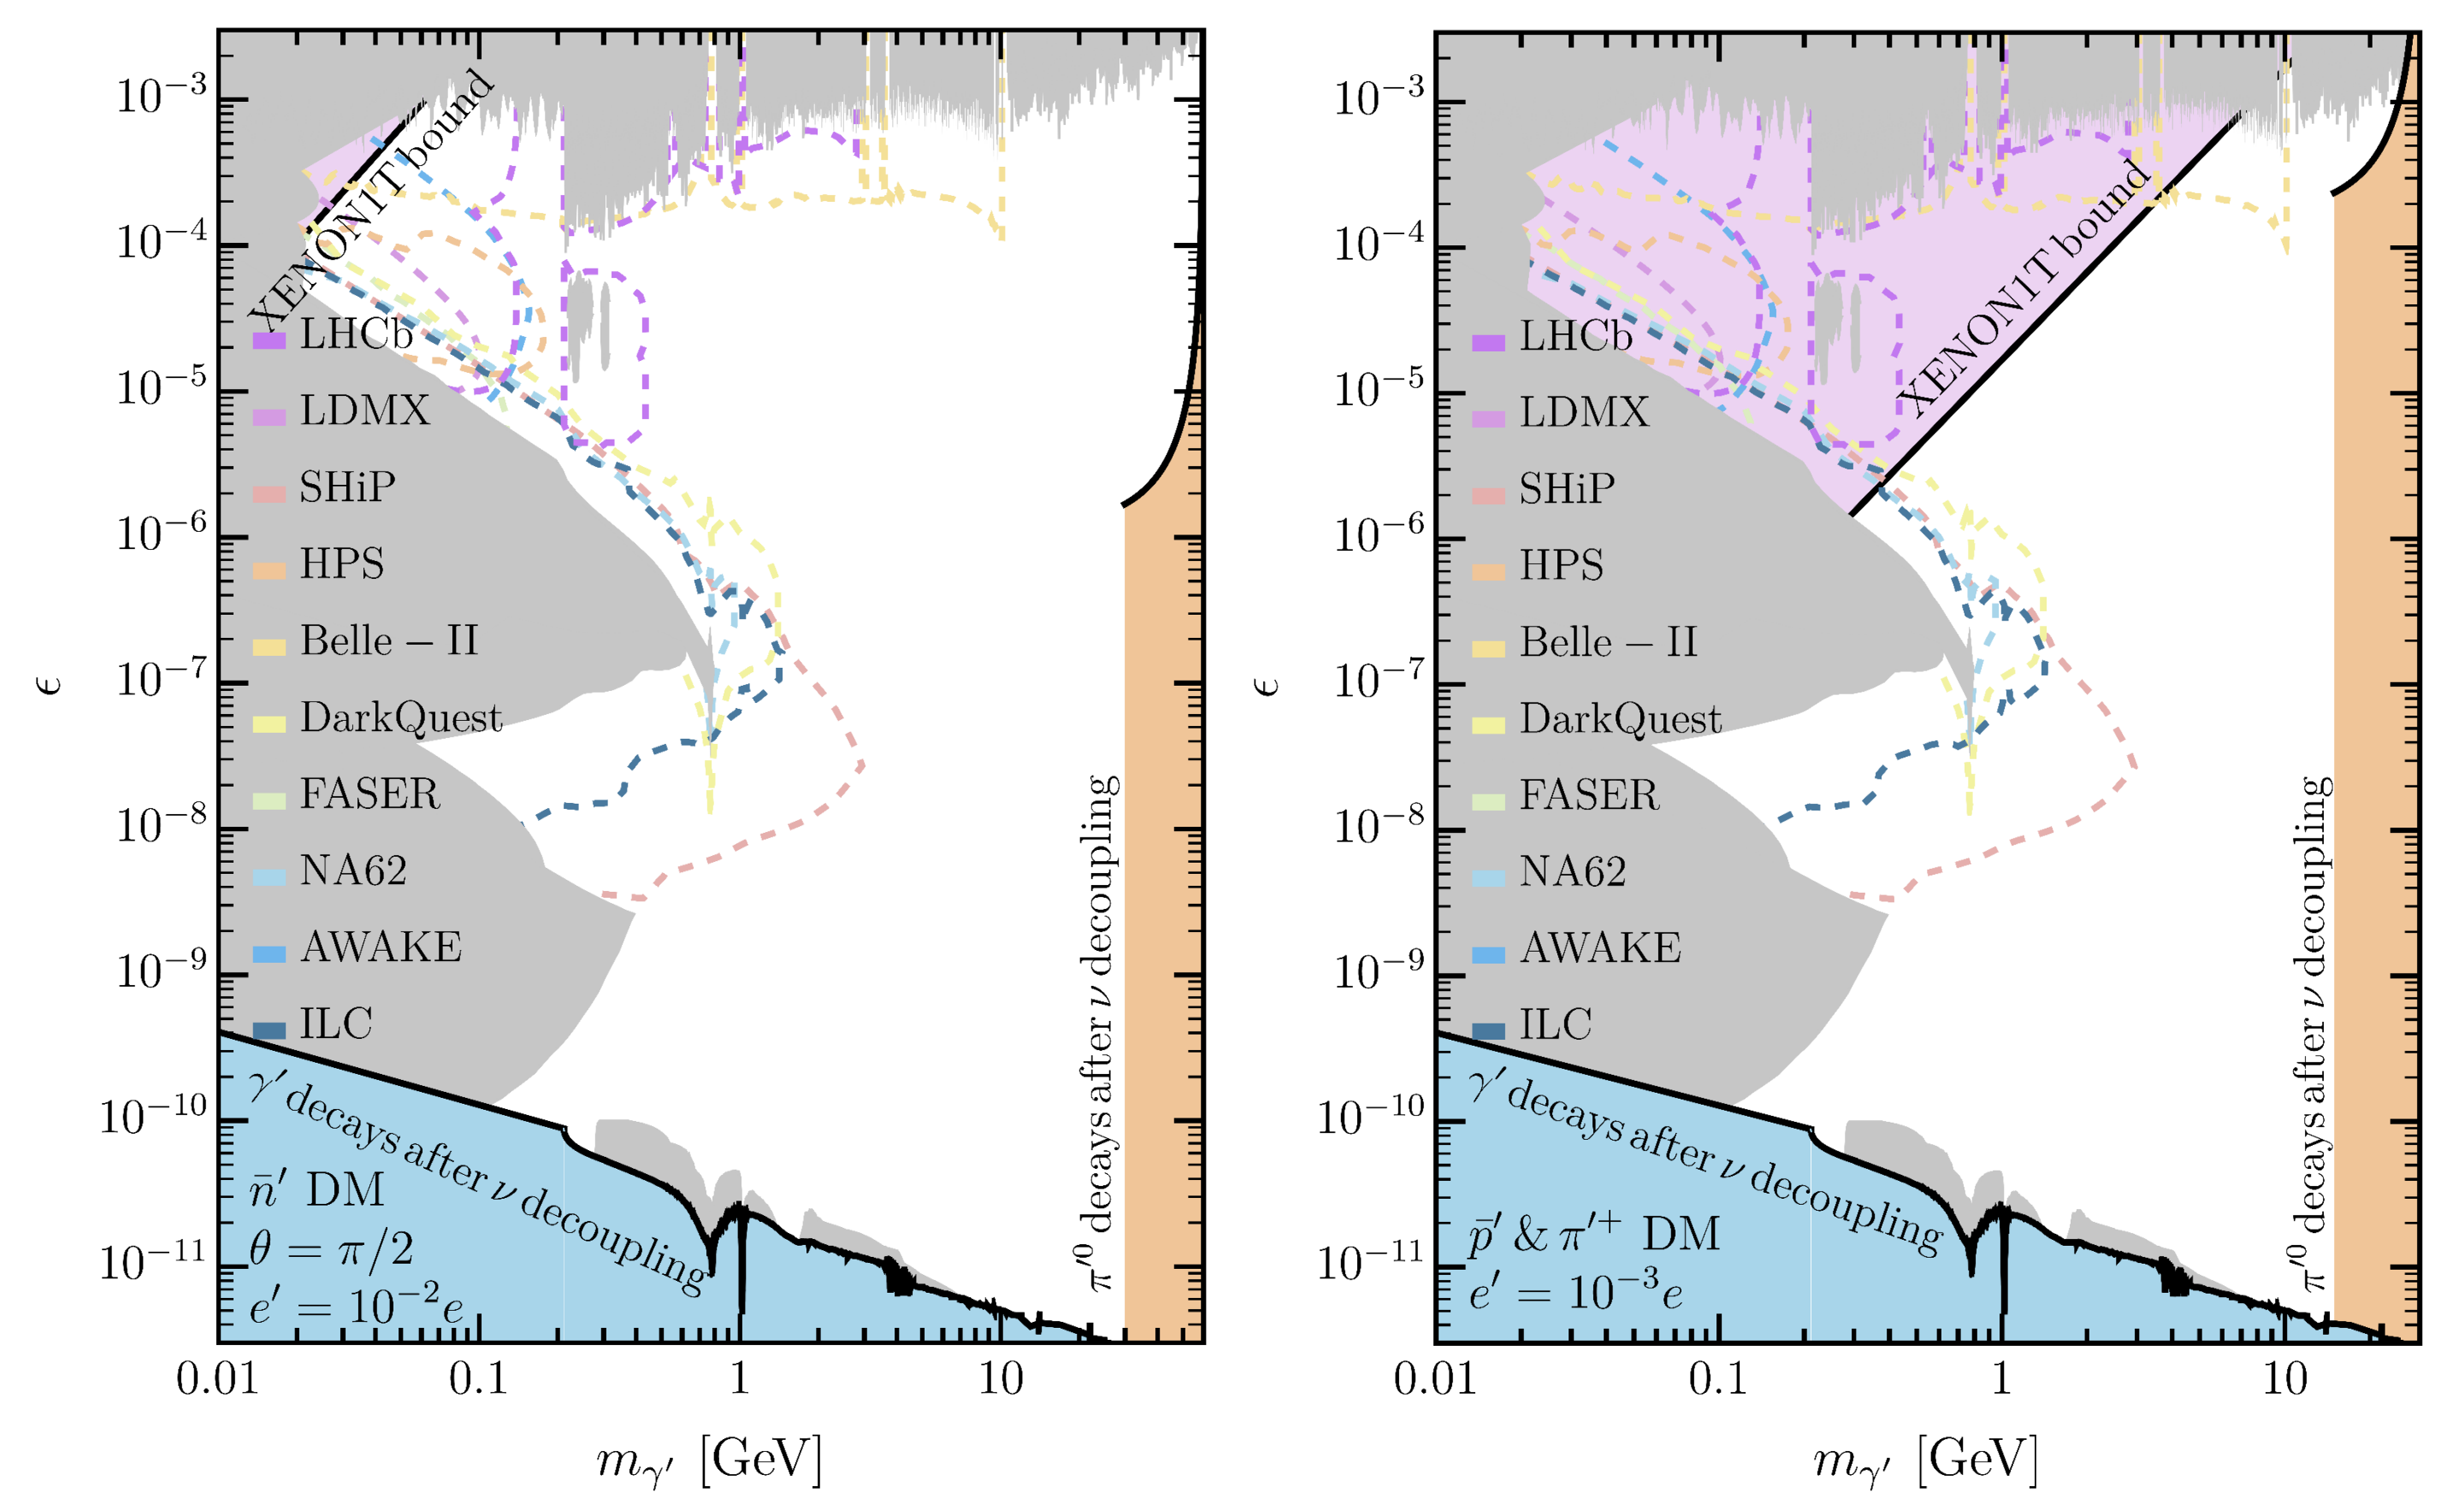 10⁻³
10⁻⁴
10⁻⁵
10⁻⁶
10⁻⁷
10⁻⁸
10⁻⁹
10⁻¹⁰
10⁻¹¹
ϵ
XENON1T bound
LHCb
LDMX
SHiP
HPS
Belle − II
DarkQuest
FASER
NA62
AWAKE
ILC
γ′ decays after ν decoupling
n̄′ DM
θ = π/2
e′ = 10⁻²e
π′⁰ decays after ν decoupling
0.01
0.1
1
10
m_γ′ [GeV]
10⁻³
10⁻⁴
10⁻⁵
10⁻⁶
10⁻⁷
10⁻⁸
10⁻⁹
10⁻¹⁰
10⁻¹¹
ϵ
XENON1T bound
LHCb
LDMX
SHiP
HPS
Belle − II
DarkQuest
FASER
NA62
AWAKE
ILC
γ′ decays after ν decoupling
p̄′ & π′⁺ DM
e′ = 10⁻³e
π′⁰ decays after ν decoupling
0.01
0.1
1
10
m_γ′ [GeV]